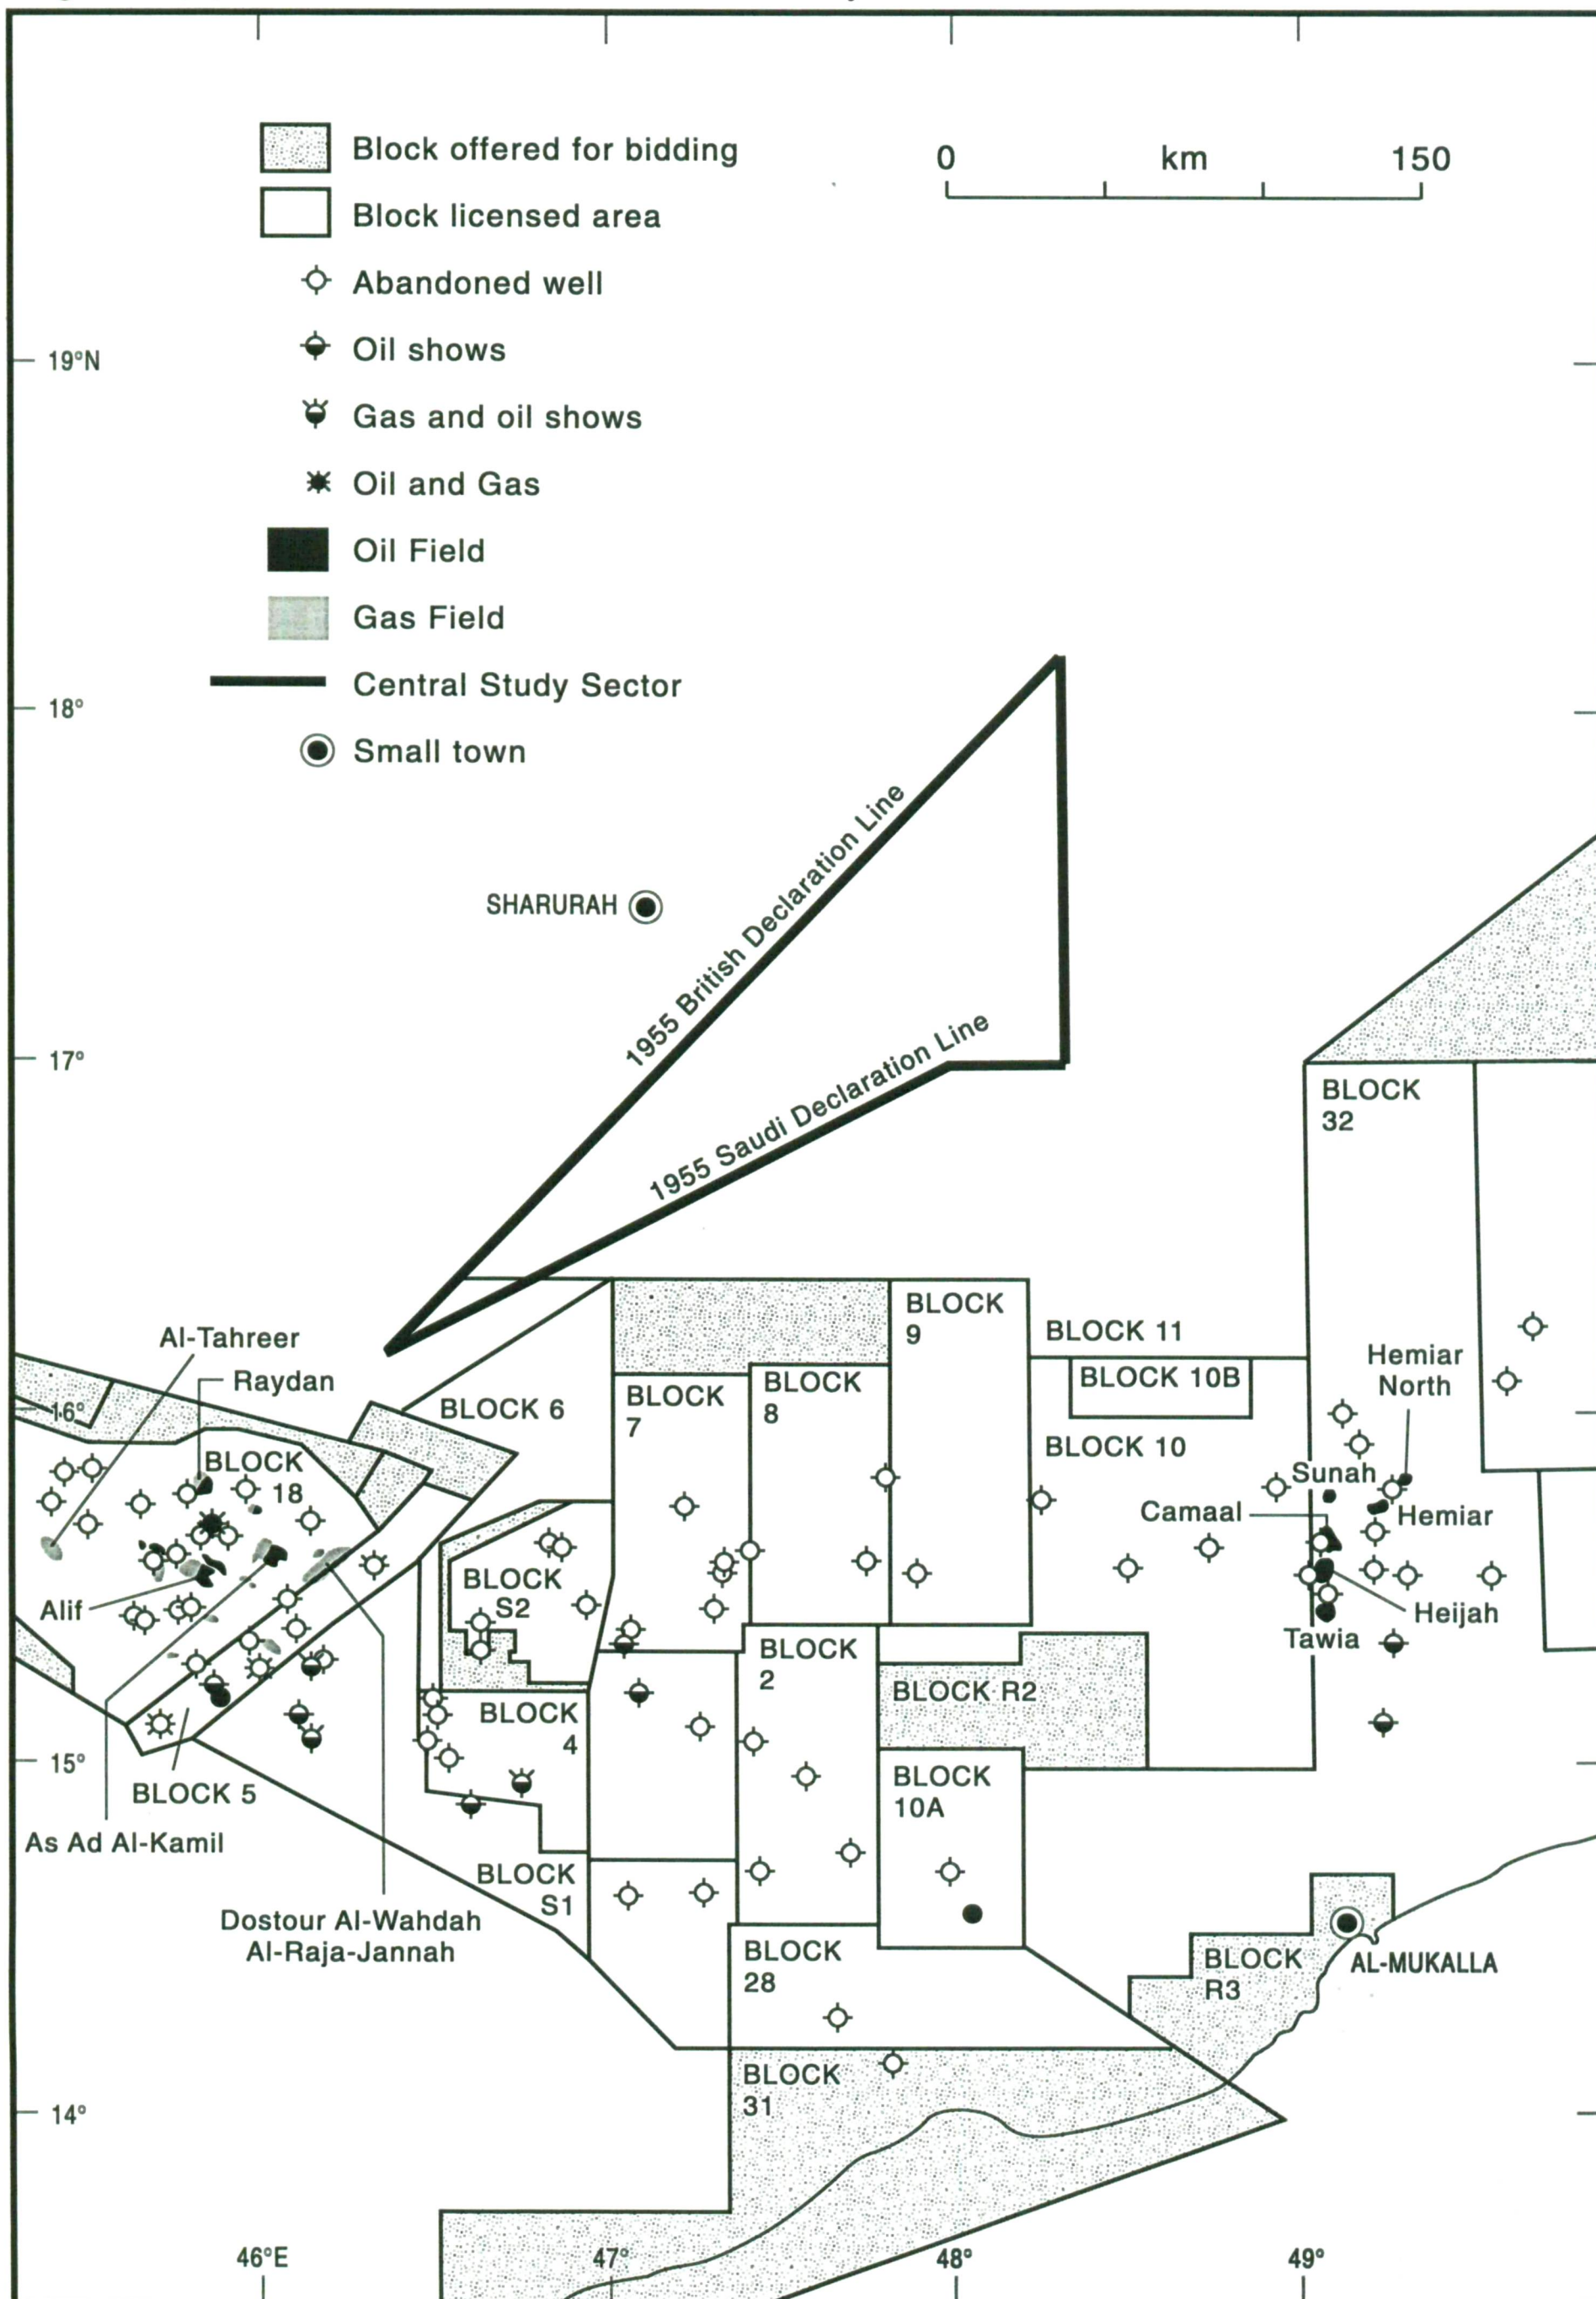 0 km 150
Block offered for bidding
Block licensed area
Abandoned well
Oil shows
Gas and oil shows
Oil and Gas
Oil Field
Gas Field
Central Study Sector
Small town
19°N
18°
17°
16°
15°
14°
SHARURAH
1955 British Declaration Line
1955 Saudi Declaration Line
BLOCK
32
BLOCK
9
BLOCK 11
BLOCK 10B
BLOCK 10
Hemiar
North
Al-Tahreer
Raydan
BLOCK 6
BLOCK
7
BLOCK
8
BLOCK
18
Sunah
Camaal
Hemiar
BLOCK
S2
Alif
Heijah
Tawia
BLOCK
2
BLOCK R2
BLOCK
4
BLOCK 5
BLOCK
10A
As Ad Al-Kamil
BLOCK
S1
Dostour Al-Wahdah
Al-Raja-Jannah
BLOCK
28
BLOCK
R3
AL-MUKALLA
BLOCK
31
46°E
47°
48°
49°